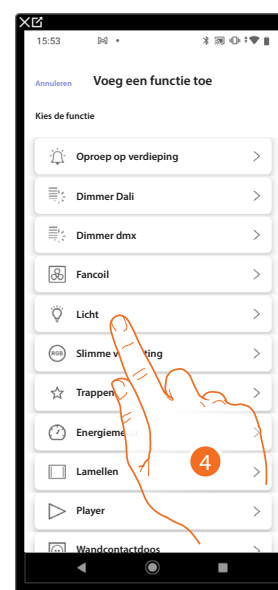 15:53
Annuleren Voeg een functie toe
Kies de functie
Oproep op verdieping
Dimmer Dali
Dimmer dmx
Fancoil
Licht
RGB Slimme v ting
Trappen
Energieme
4
Lamellen
Player
Wandcontactdoos